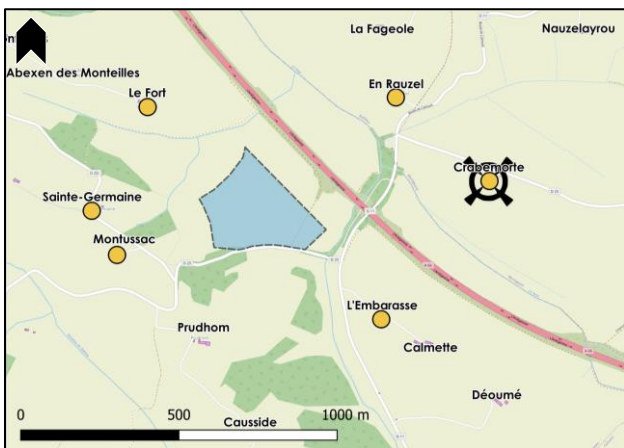 La Fageole
Nauzelayrou
Abexen des Monteilles
Le Fort
En Rauzel
Crabemorte
Sainte-Germaine
Montussac
L'Embarasse
Prudhom
Calmette
Déoumé
Causside
0 500 1000 m